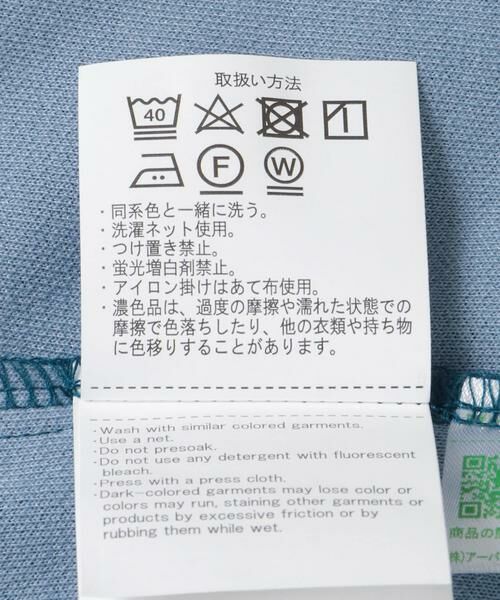 取扱い方法
40
F
W
・同系色と一緒に洗う。
・洗濯ネット使用。
・つけ置き禁止。
・蛍光増白剤禁止。
・アイロン掛けはあて布使用。
・濃色品は、過度の摩擦や濡れた状態での
摩擦で色落ちしたり、他の衣類や持ち物
に色移りすることがあります。
・Wash with similar colored garments.
・Use a net.
・Do not presoak.
・Do not use any detergent with fluorescent
bleach.
・Press with a press cloth.
・Dark-colored garments may lose color or
colors may run, staining other garments or
products by excessive friction or by
rubbing them while wet.
商品の
(株)アーバ